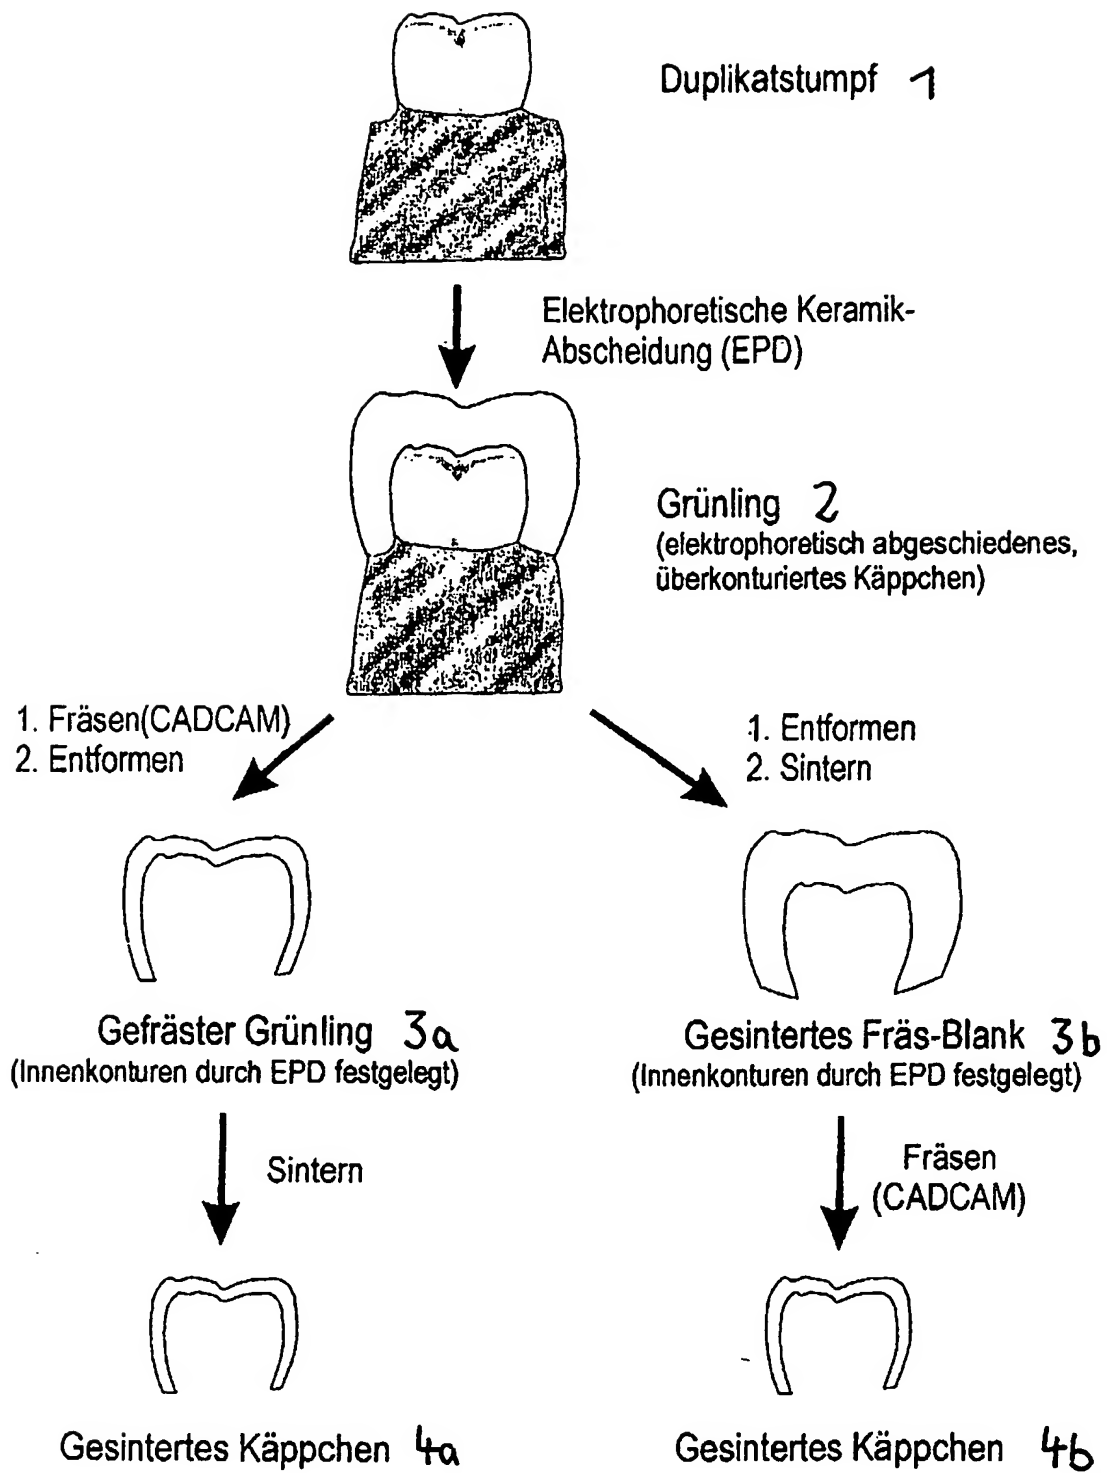 Duplikatstumpf 1
Elektrophoretische Keramik-
Abscheidung (EPD)
Grünling 2
(elektrophoretisch abgeschiedenes,
überkonturiertes Käppchen)
1. Fräsen(CADCAM)
2. Entformen
1. Entformen
2. Sintern
Gefräster Grünling 3a
(Innenkonturen durch EPD festgelegt)
Gesintertes Fräs-Blank 3b
(Innenkonturen durch EPD festgelegt)
Sintern
Fräsen
(CADCAM)
Gesintertes Käppchen 4a
Gesintertes Käppchen 4b